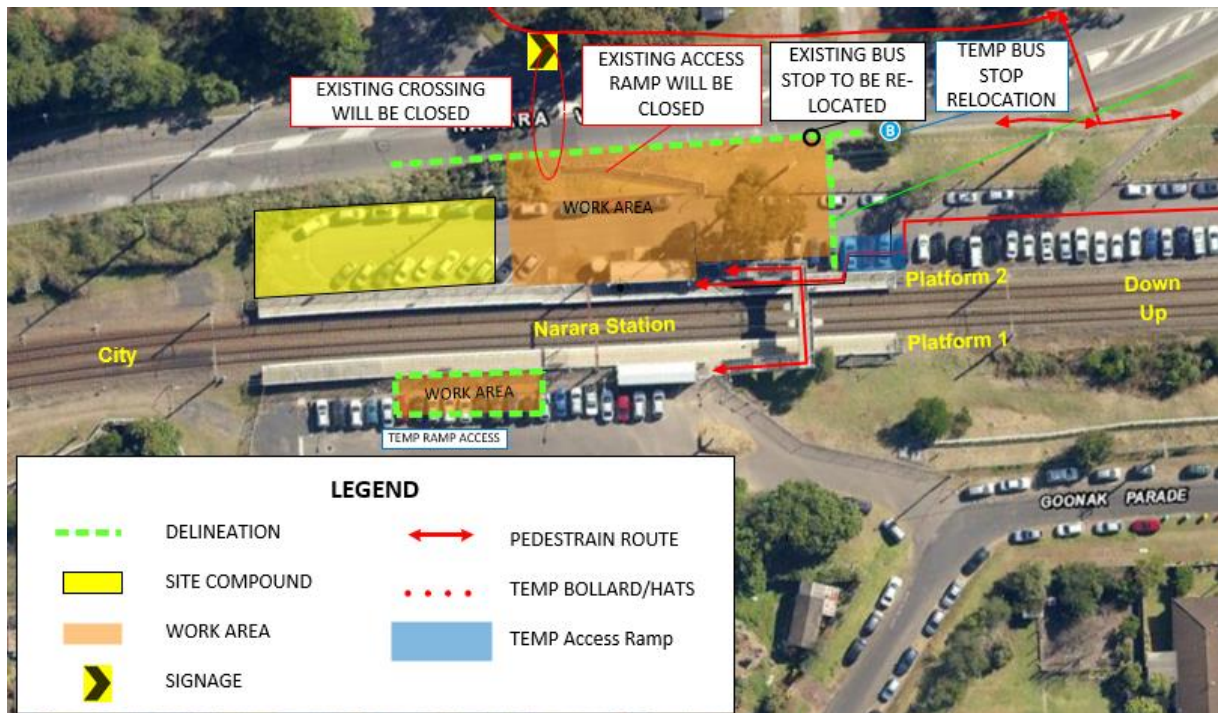 EXISTING CROSSING
WILL BE CLOSED
EXISTING ACCESS
RAMP WILL BE
CLOSED
EXISTING BUS
STOP TO BE RE-
LOCATED
TEMP BUS
STOP
RELOCATION
NARARA V
B
WORK AREA
Platform 2
Down
Up
Narara Station
City
Platform 1
WORK AREA
TEMP RAMP ACCESS
GOONAK PARADE
LEGEND
DELINEATION
SITE COMPOUND
WORK AREA
SIGNAGE
PEDESTRAIN ROUTE
TEMP BOLLARD/HATS
TEMP Access Ramp